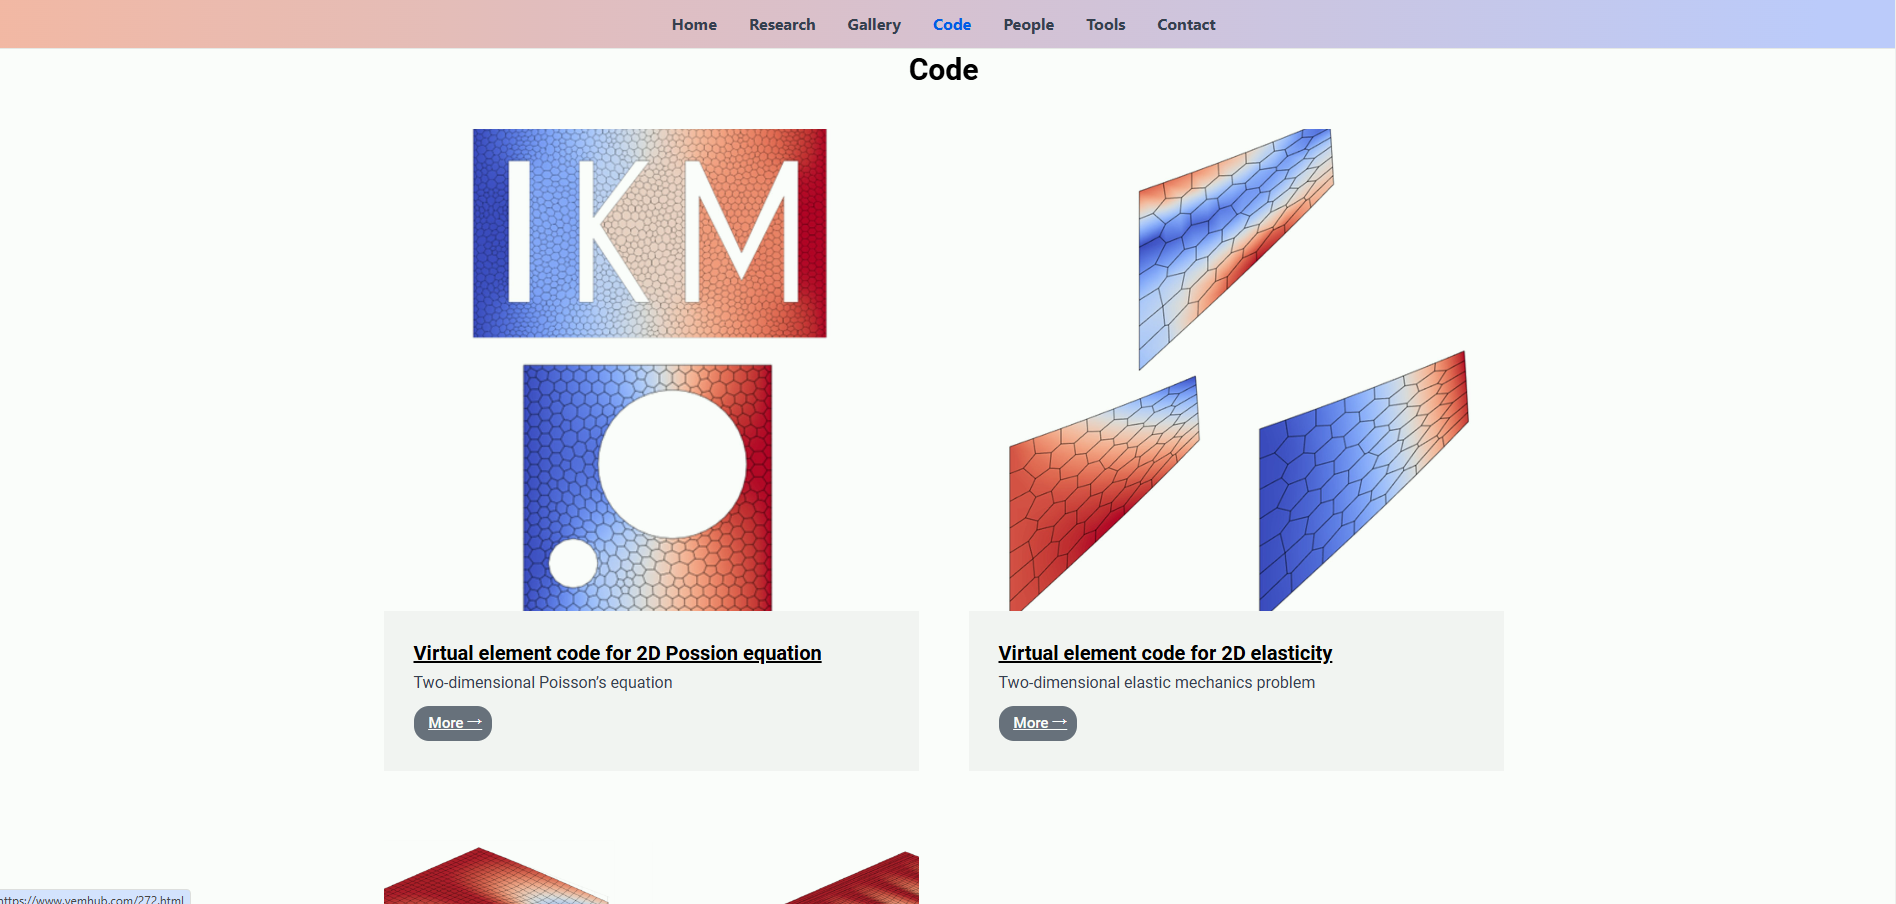 Home Research Gallery Code People Tools Contact
Code
IKM
Virtual element code for 2D Possion equation
Two-dimensional Poisson’s equation
More →
Virtual element code for 2D elasticity
Two-dimensional elastic mechanics problem
More →
https://www.vemhub.com/272.html